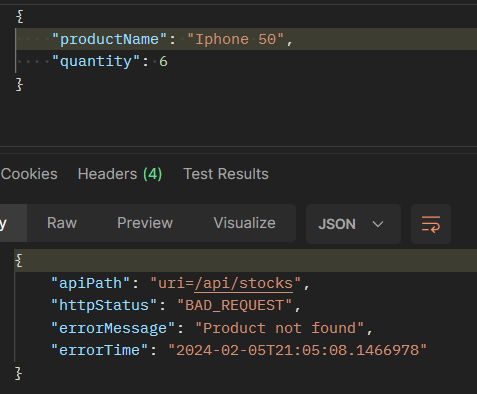 {
    "productName": "Iphone 50",
    "quantity": 6
}
Cookies Headers (4) Test Results
y Raw Preview Visualize JSON
{
    "apiPath": "uri=/api/stocks",
    "httpStatus": "BAD_REQUEST",
    "errorMessage": "Product not found",
    "errorTime": "2024-02-05T21:05:08.1466978"
}